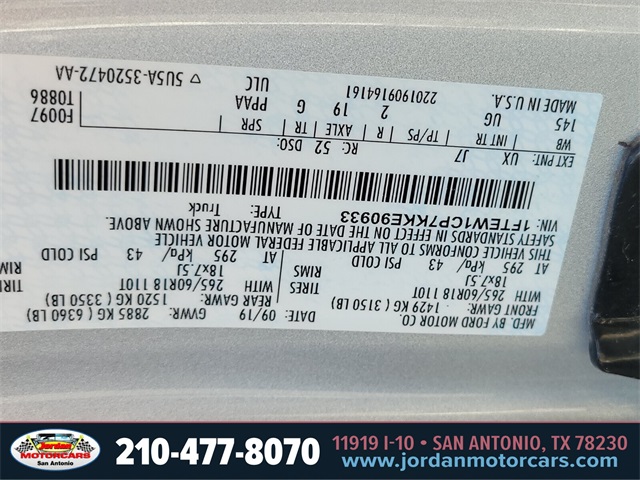 MFD. BY FORD MOTOR CO.
DATE: 09/19 GVWR: 2885 KG ( 6360 LB)
FRONT GAWR: 1429 KG ( 3150 LB) REAR GAWR: 1520 KG ( 3350 LB)
WITH 265/60R18 110T TIRES WITH 265/60R18 110T TIRE
18x7.5J RIMS 18x7.5J RIMS
AT 295 kPa/ 43 PSI COLD AT 295 kPa/ 43 PSI COLD
THIS VEHICLE CONFORMS TO ALL APPLICABLE FEDERAL MOTOR VEHICLE
SAFETY STANDARDS IN EFFECT ON THE DATE OF MANUFACTURE SHOWN ABOVE.
VIN: 1FTEW1CP7KKE90933 TYPE: Truck
EXT PNT: UX J7 RC: 52 DSO:
WB INT TR TP/PS R AXLE TR SPR F0097
145 UG 2 19 G PPAA T0886
MADE IN U.S.A. 2201909164161 ULC ▽ 5U5A-3520472-AA
Jordan
MOTORCARS
San Antonio
210-477-8070
11919 I-10 • SAN ANTONIO, TX 78230
www.jordanmotorcars.com